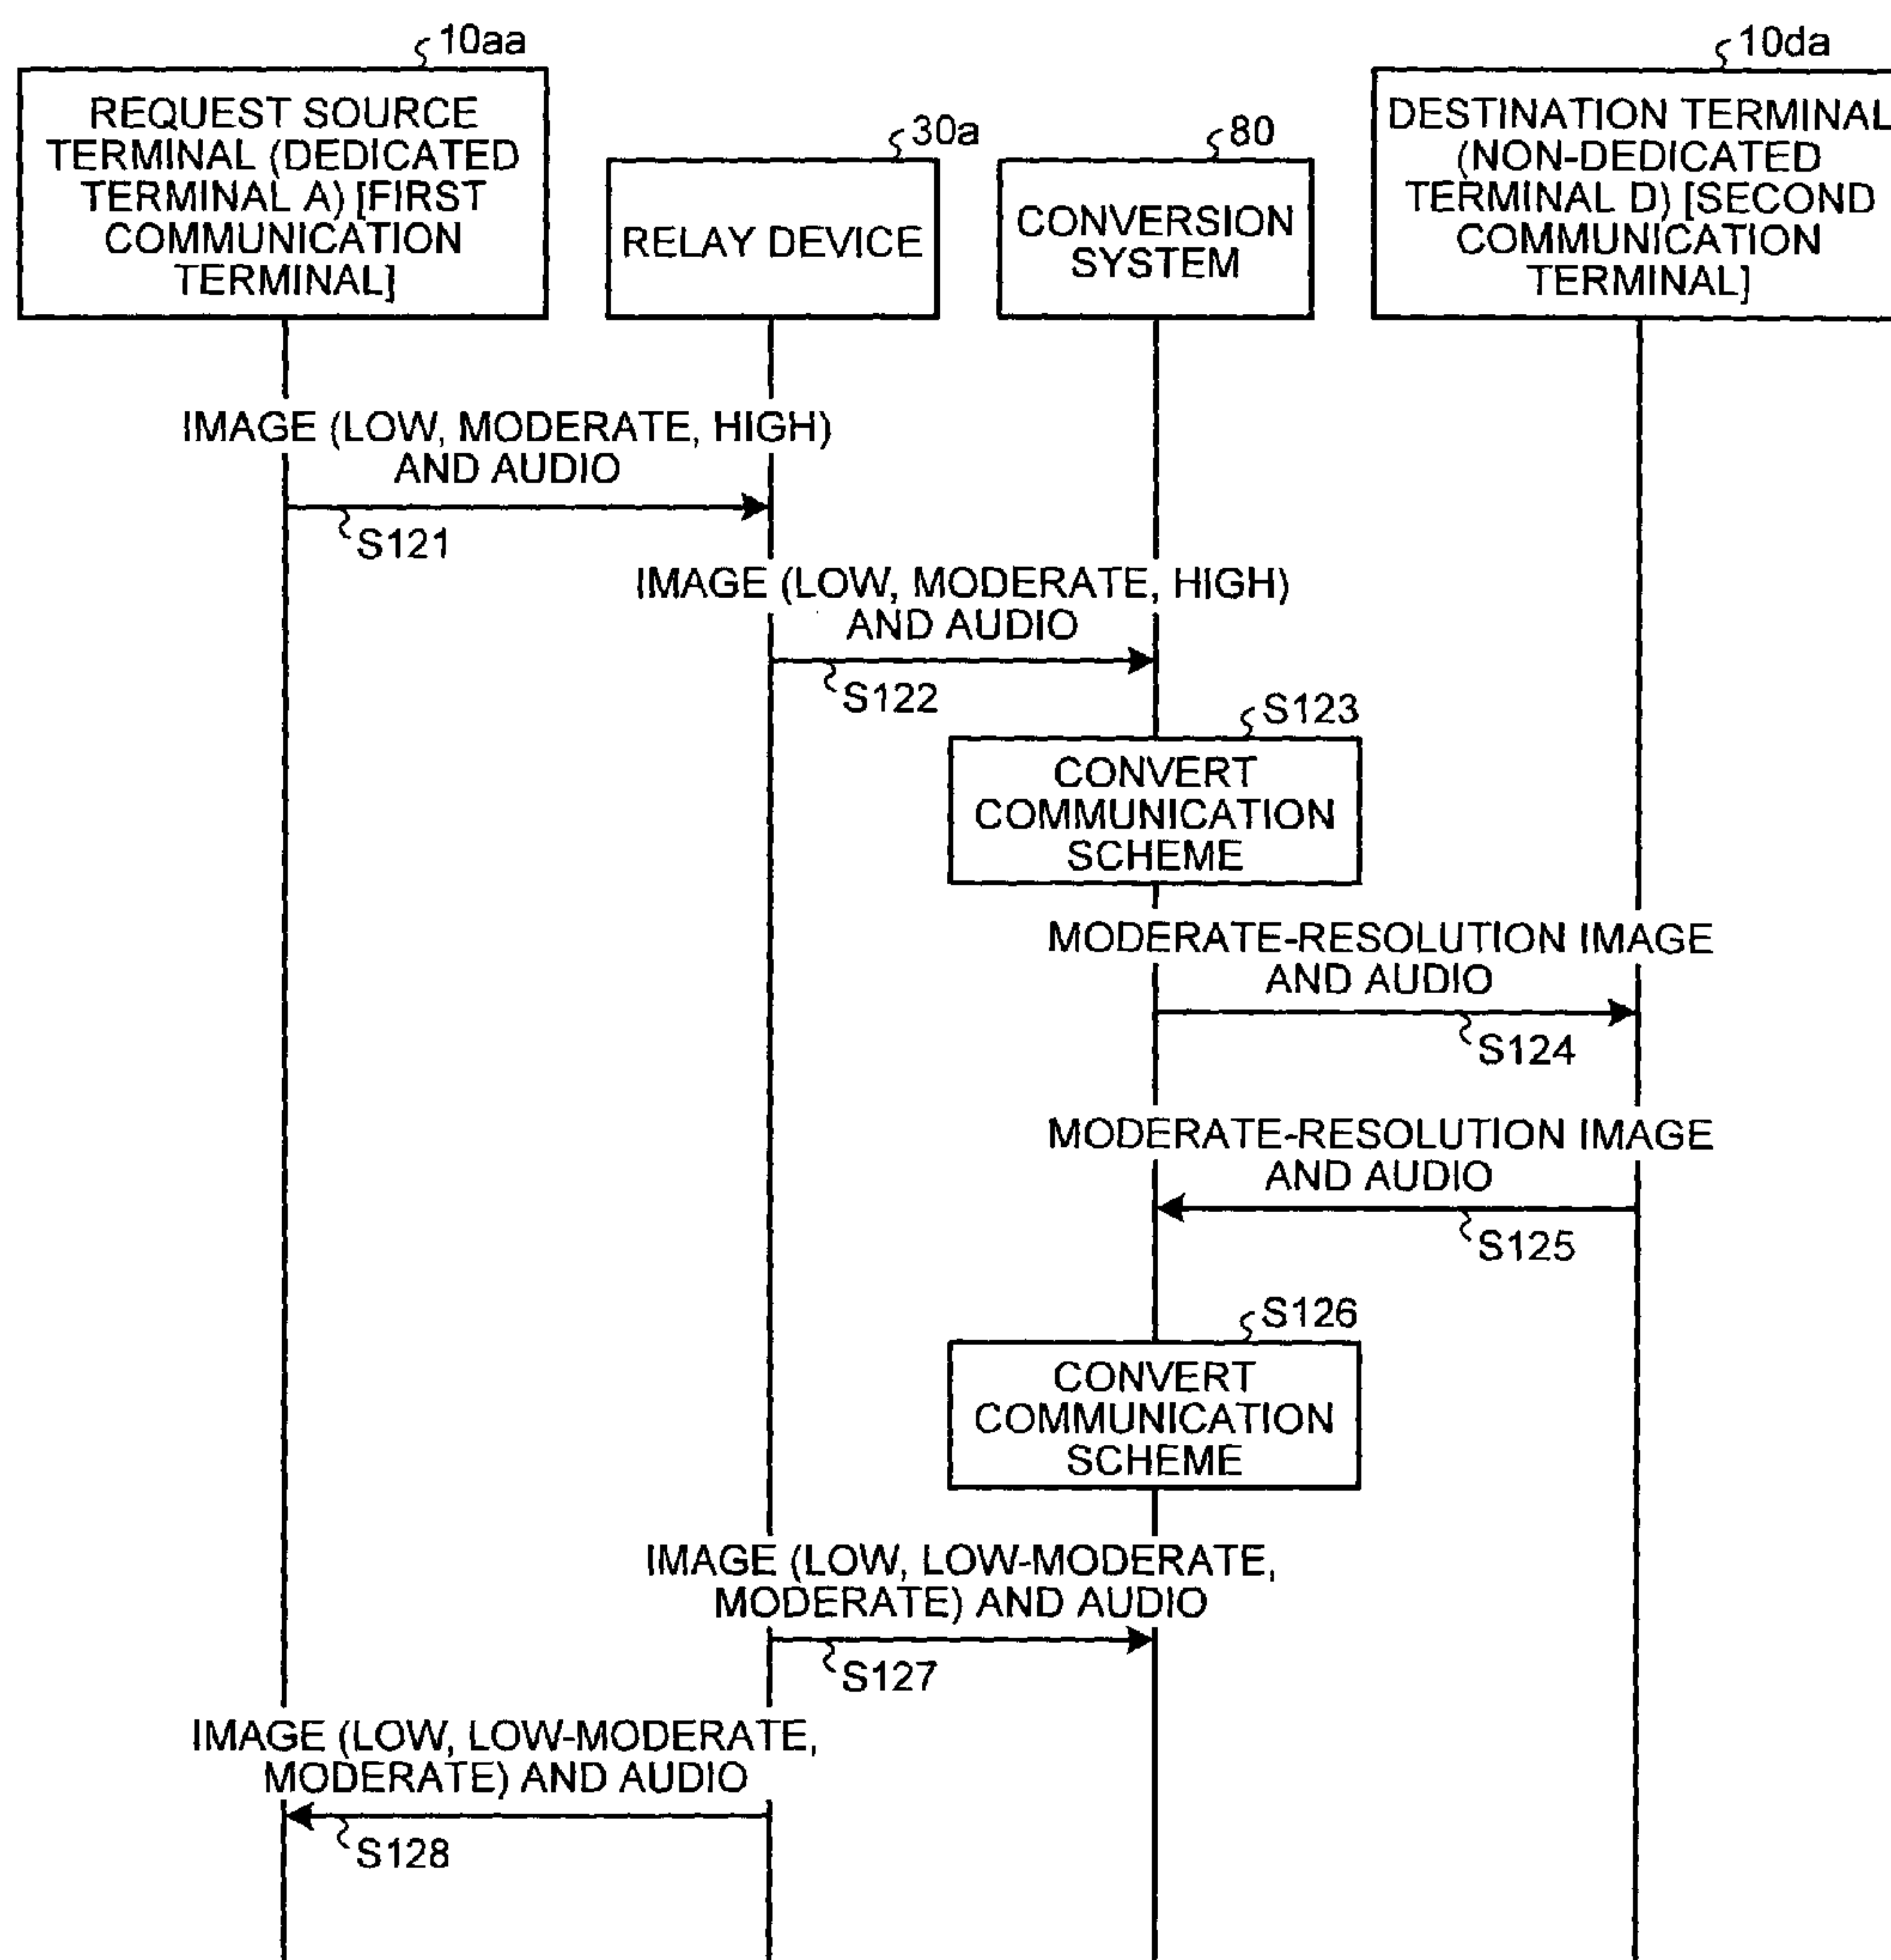 10aa
REQUEST SOURCE
TERMINAL (DEDICATED
TERMINAL A) [FIRST
COMMUNICATION
TERMINAL]
30a
RELAY DEVICE
80
CONVERSION
SYSTEM
10da
DESTINATION TERMINAL
(NON-DEDICATED
TERMINAL D) [SECOND
COMMUNICATION
TERMINAL]
IMAGE (LOW, MODERATE, HIGH)
AND AUDIO
S121
IMAGE (LOW, MODERATE, HIGH)
AND AUDIO
S122
S123
CONVERT
COMMUNICATION
SCHEME
MODERATE-RESOLUTION IMAGE
AND AUDIO
S124
MODERATE-RESOLUTION IMAGE
AND AUDIO
S125
S126
CONVERT
COMMUNICATION
SCHEME
IMAGE (LOW, LOW-MODERATE,
MODERATE) AND AUDIO
S127
IMAGE (LOW, LOW-MODERATE,
MODERATE) AND AUDIO
S128